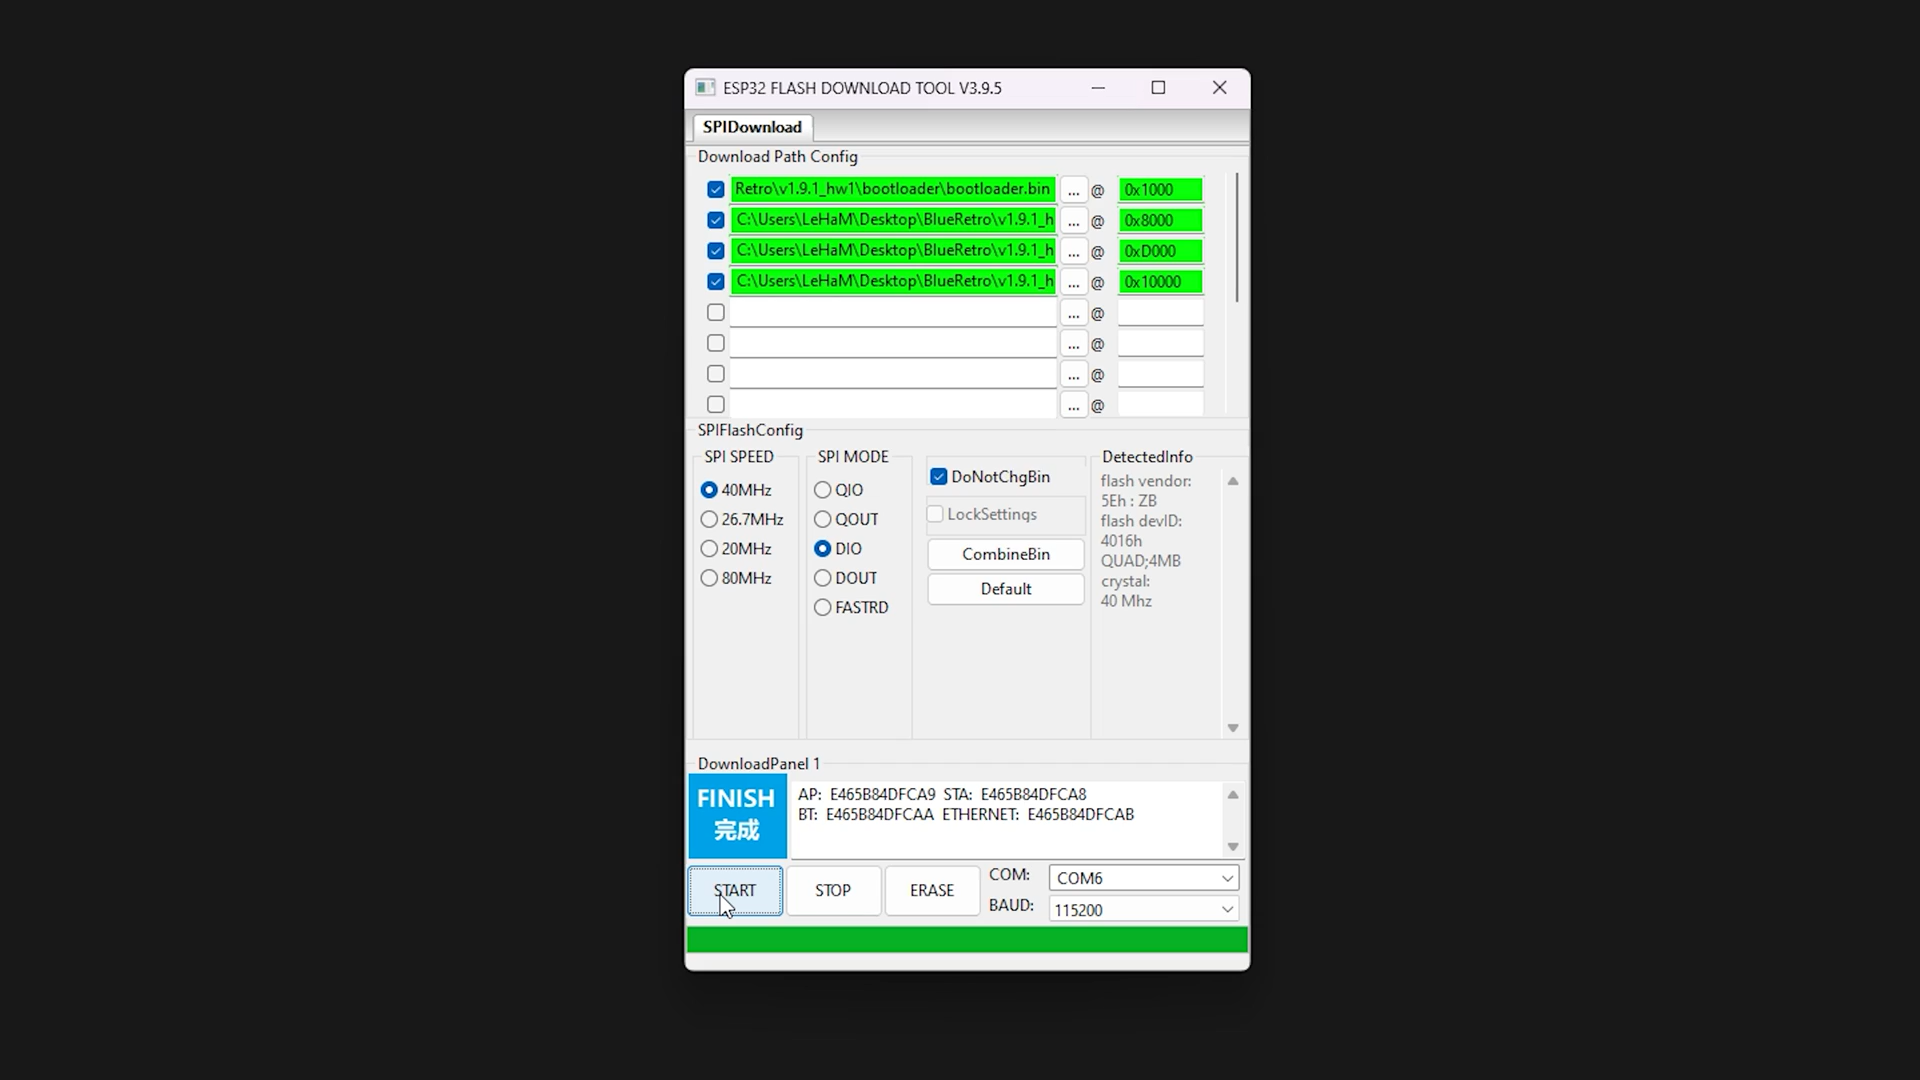 ESP32 FLASH DOWNLOAD TOOL V3.9.5
SPIDownload
Download Path Config
Retro\v1.9.1_hw1\bootloader\bootloader.bin ... @ 0x1000
C:\Users\LeHaM\Desktop\BlueRetro\v1.9.1_h ... @ 0x8000
C:\Users\LeHaM\Desktop\BlueRetro\v1.9.1_h ... @ 0xD000
C:\Users\LeHaM\Desktop\BlueRetro\v1.9.1_h ... @ 0x10000
... @
... @
... @
... @
SPIFlashConfig
SPI SPEED
40MHz
26.7MHz
20MHz
80MHz
SPI MODE
QIO
QOUT
DIO
DOUT
FASTRD
DoNotChgBin
LockSettings
CombineBin
Default
DetectedInfo
flash vendor:
5Eh : ZB
flash devID:
4016h
QUAD;4MB
crystal:
40 Mhz
DownloadPanel 1
FINISH
完成
AP: E465B84DFCA9 STA: E465B84DFCA8
BT: E465B84DFCAA ETHERNET: E465B84DFCAB
START
STOP
ERASE
COM: COM6
BAUD: 115200